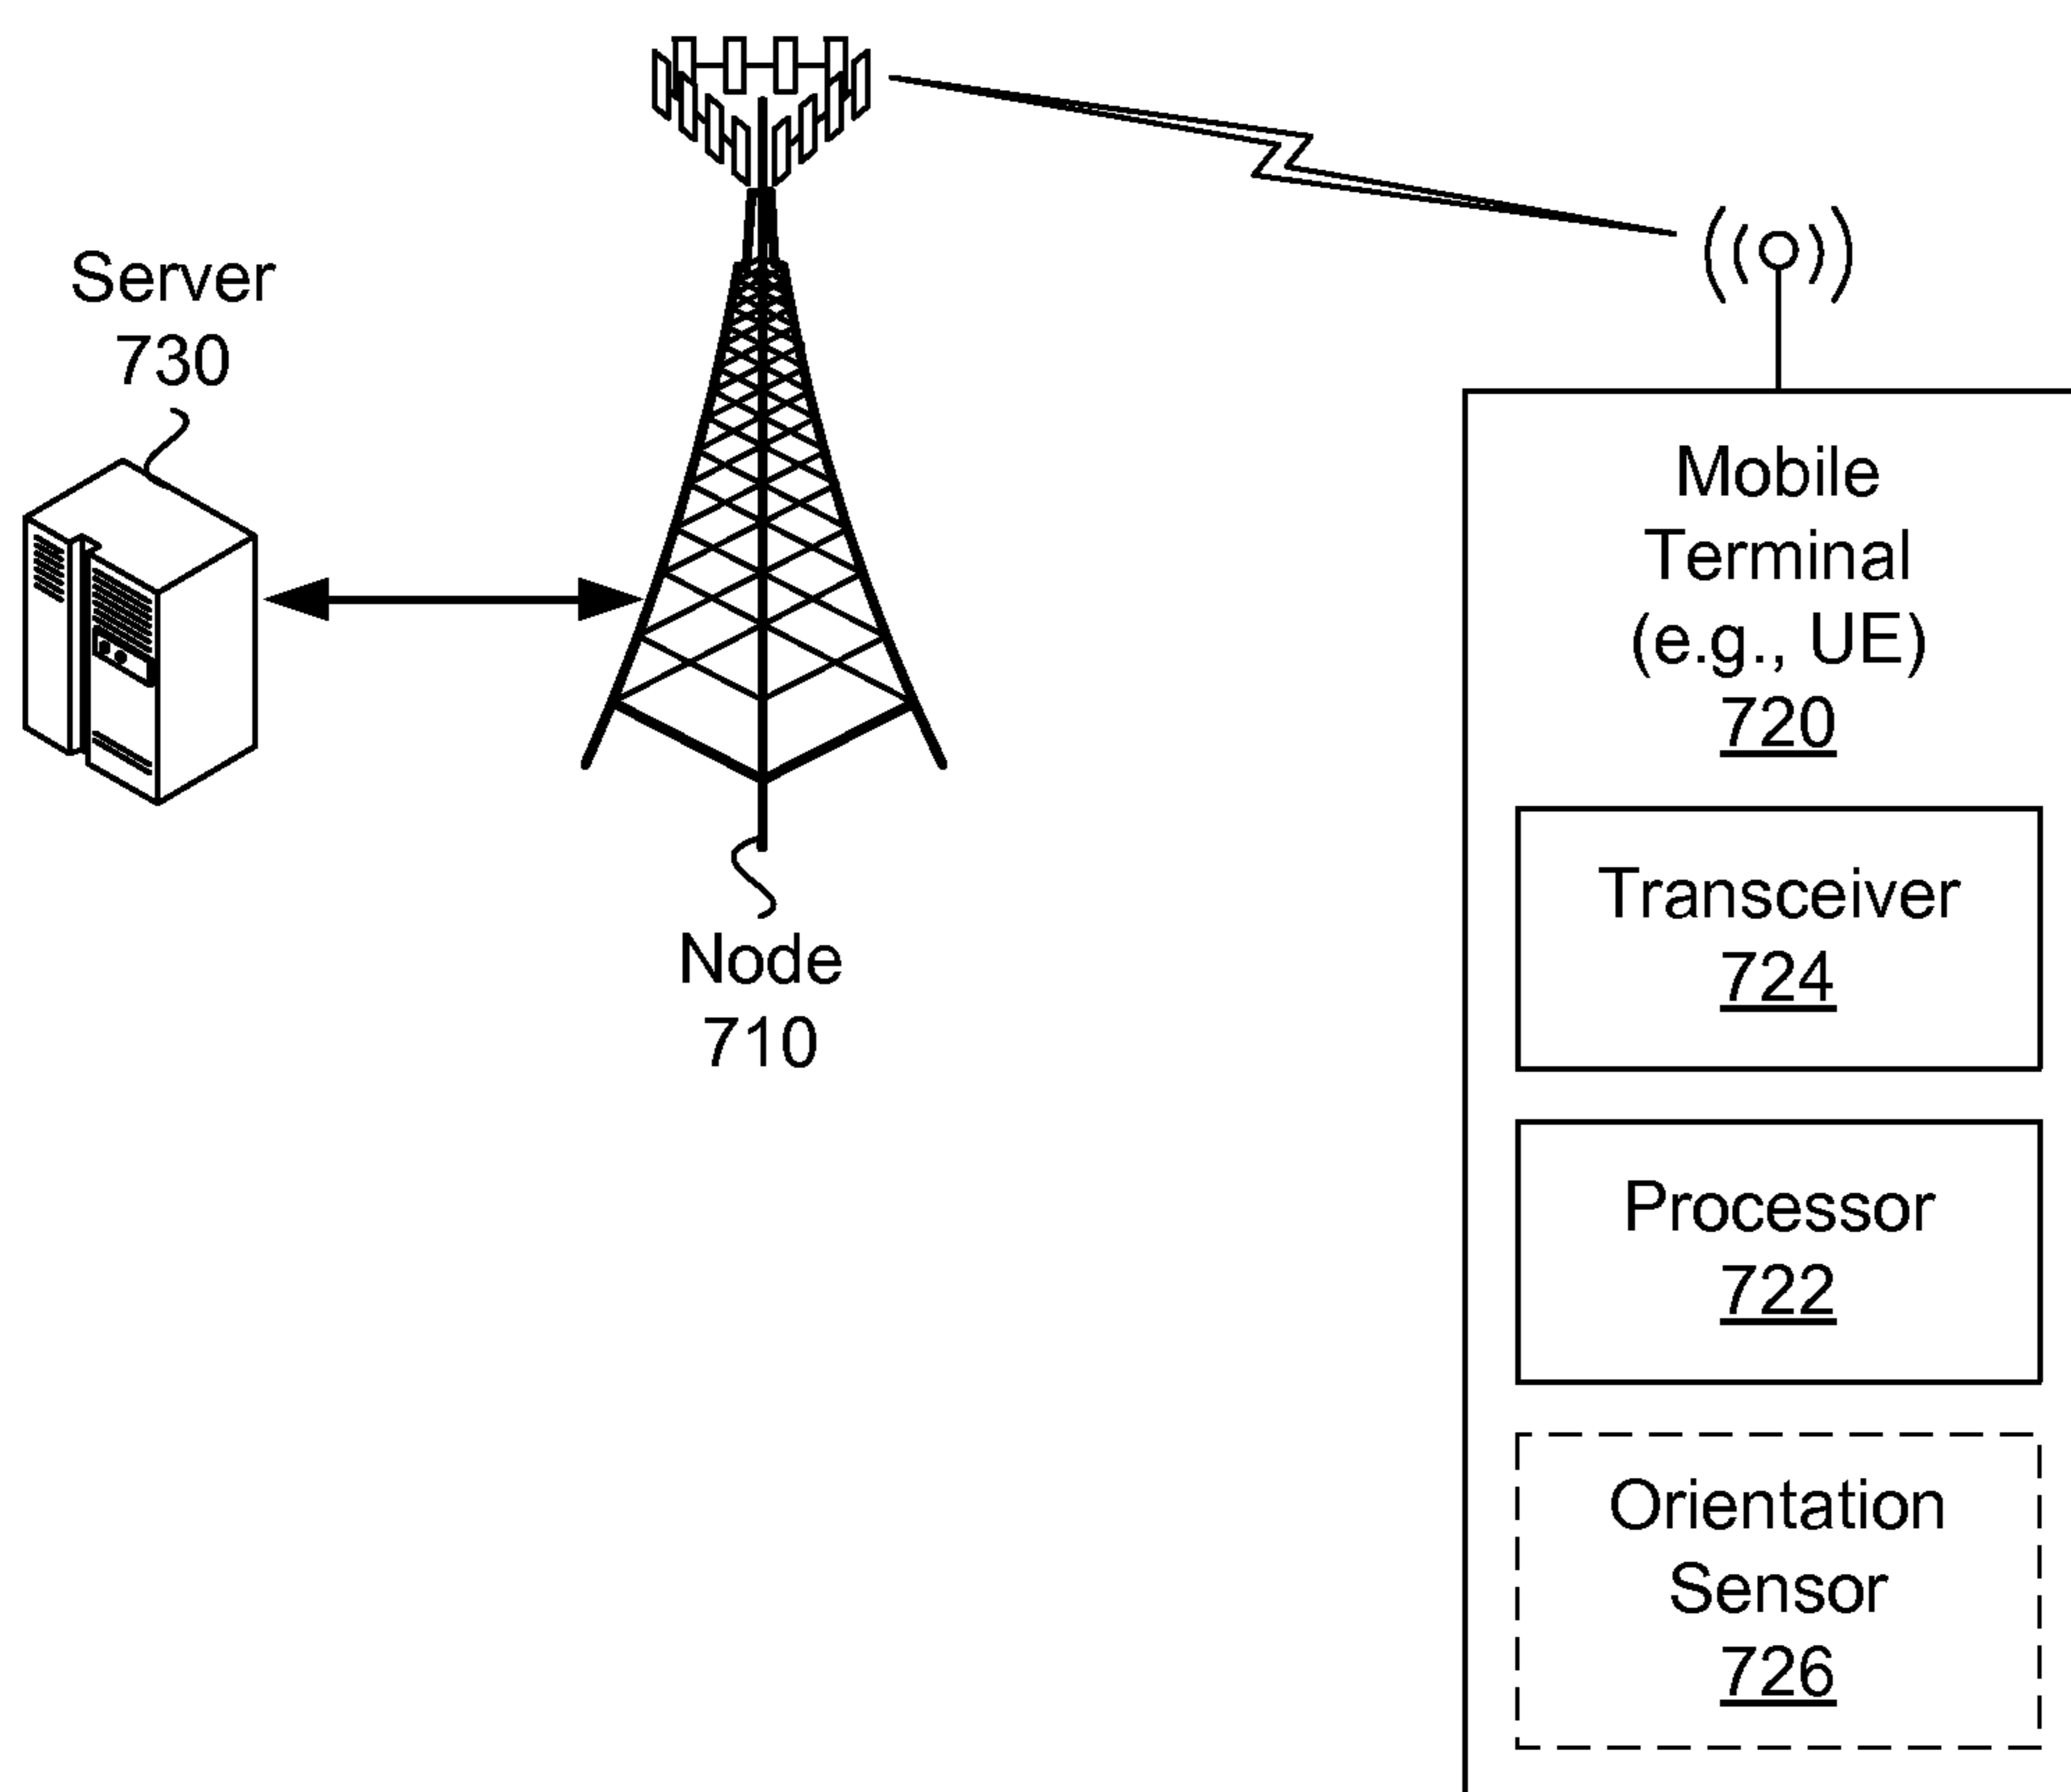 Server
730
Node
710
Mobile
Terminal
(e.g., UE)
720
Transceiver
724
Processor
722
Orientation
Sensor
726